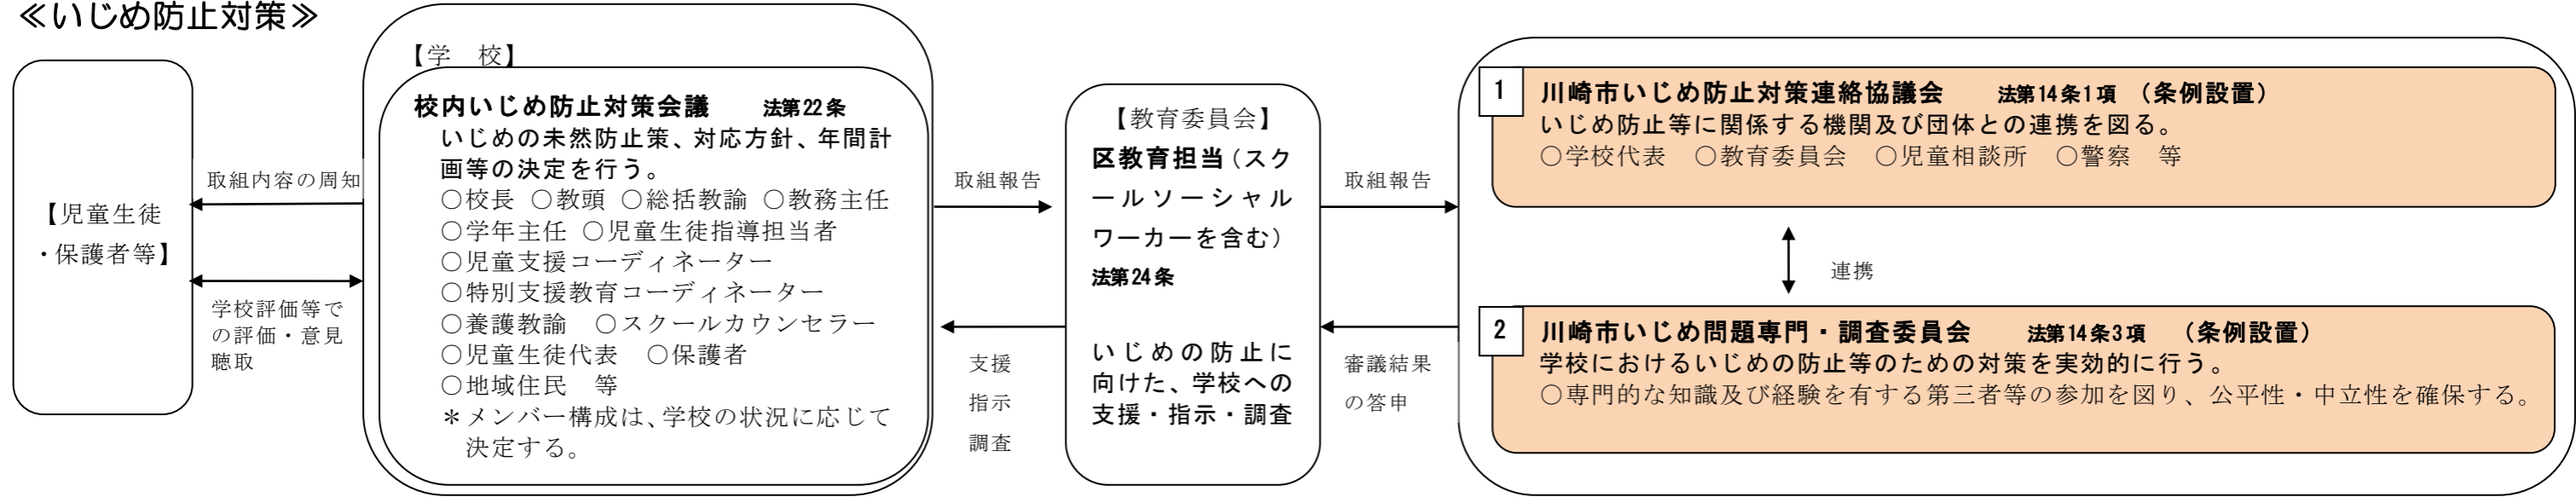 ≪いじめ防止対策≫
【児童生徒
・保護者等】
取組内容の周知
学校評価等で
の評価・意見
聴取
【学　校】
校内いじめ防止対策会議　　法第22条
いじめの未然防止策、対応方針、年間計
画等の決定を行う。
○校長 ○教頭 ○総括教諭 ○教務主任
○学年主任 ○児童生徒指導担当者
○児童支援コーディネーター
○特別支援教育コーディネーター
○養護教諭　○スクールカウンセラー
○児童生徒代表　○保護者
○地域住民　等
＊メンバー構成は、学校の状況に応じて
決定する。
取組報告
支援
指示
調査
【教育委員会】
区教育担当（スク
ールソーシャル
ワーカーを含む）
法第24条
いじめの防止に
向けた、学校への
支援・指示・調査
取組報告
審議結果
の答申
1
川崎市いじめ防止対策連絡協議会　　法第14条1項　（条例設置）
いじめ防止等に関係する機関及び団体との連携を図る。
○学校代表　○教育委員会　○児童相談所　○警察　等
連携
2
川崎市いじめ問題専門・調査委員会　　法第14条3項　（条例設置）
学校におけるいじめの防止等のための対策を実効的に行う。
○専門的な知識及び経験を有する第三者等の参加を図り、公平性・中立性を確保する。